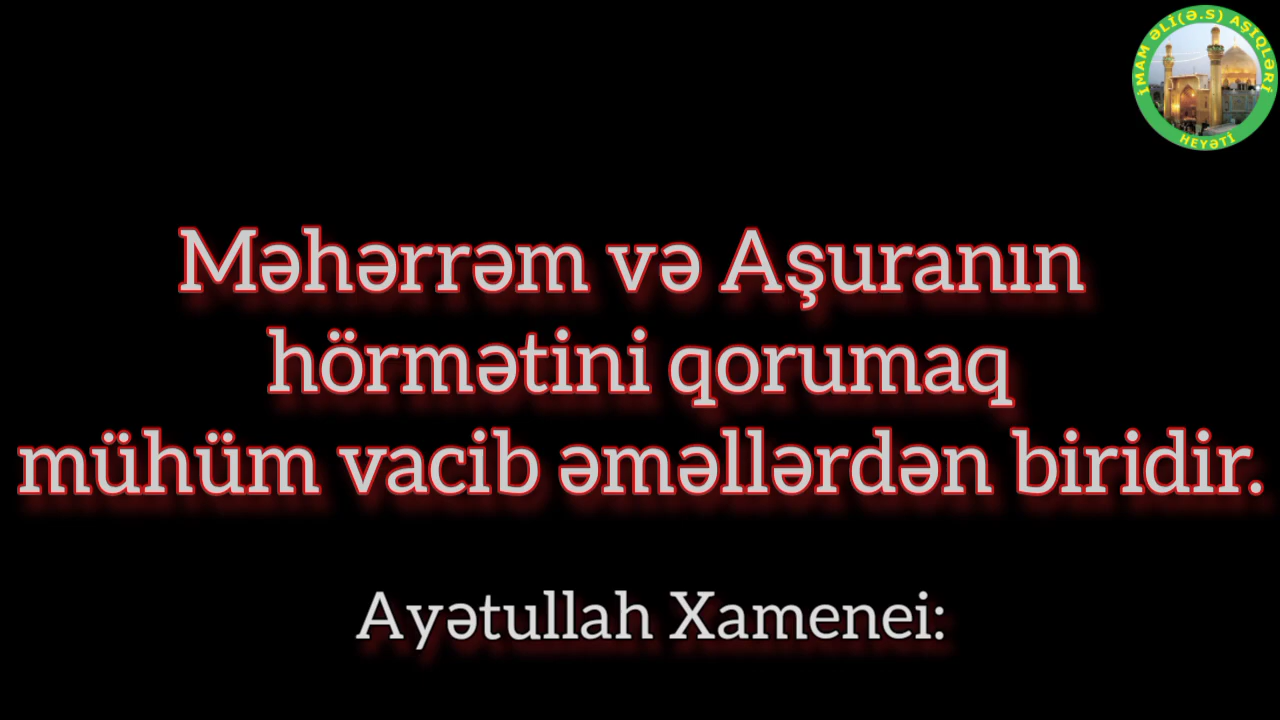 İMAM ƏLİ(Ə.S) AŞIQLƏRİ
HEYƏTİ
Məhərrəm və Aşuranın
hörmətini qorumaq
mühüm vacib əməllərdən biridir.
Ayətullah Xamenei: